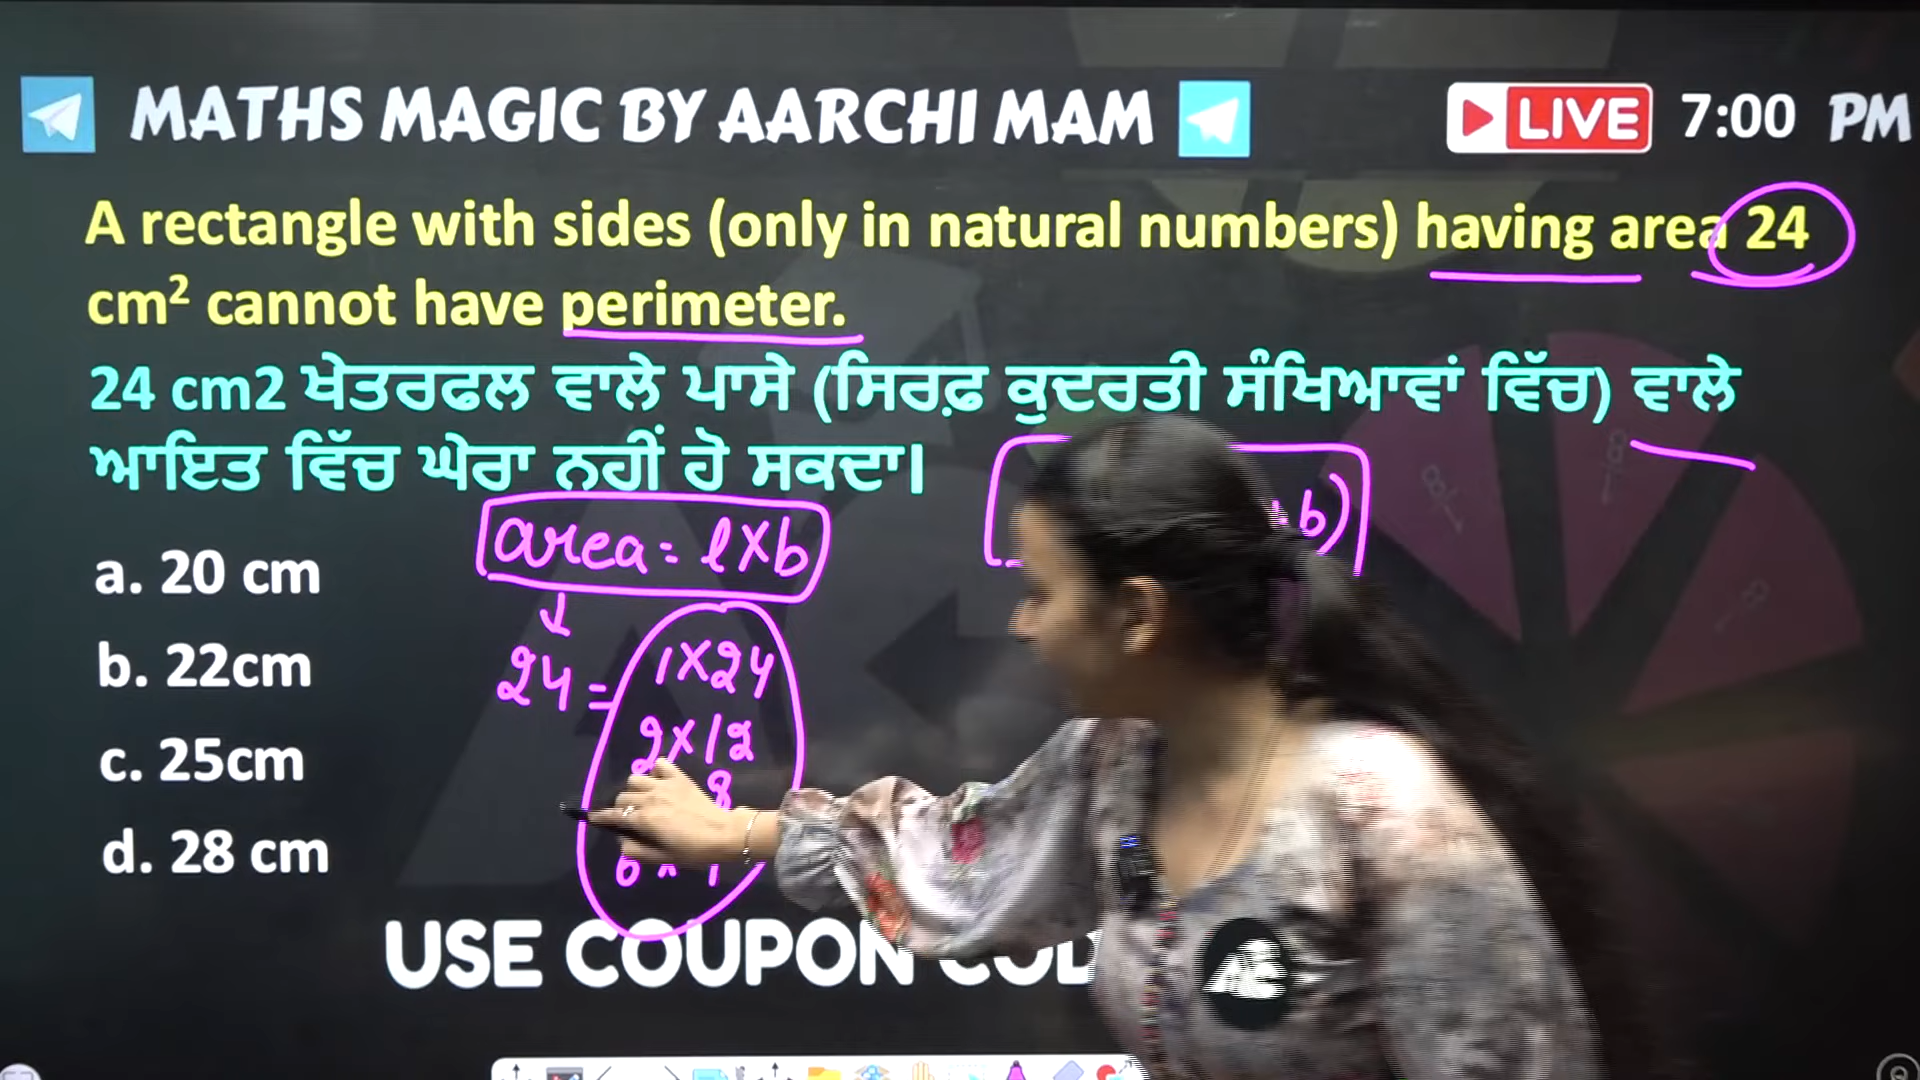 MATHS MAGIC BY AARCHI MAM LIVE 7:00 PM
A rectangle with sides (only in natural numbers) having area 24
cm² cannot have perimeter.
24 cm2 ਖੇਤਰਫਲ ਵਾਲੇ ਪਾਸੇ (ਸਿਰਫ਼ ਕੁਦਰਤੀ ਸੰਖਿਆਵਾਂ ਵਿੱਚ) ਵਾਲੇ
ਆਇਤ ਵਿੱਚ ਘੇਰਾ ਨਹੀਂ ਹੋ ਸਕਦਾ।
b)
area = l×b
a. 20 cm
24 = 1×24
b. 22cm
2×12
c. 25cm
8
d. 28 cm
6 ×
USE COUPON